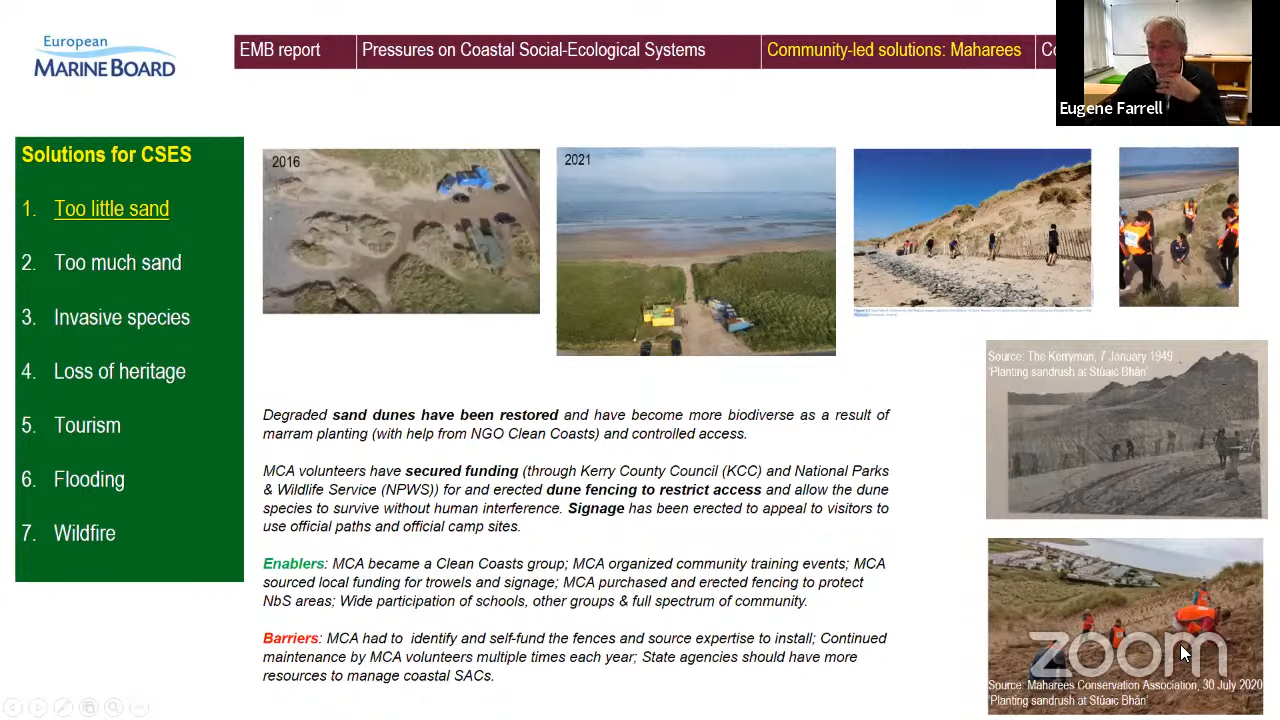 European
MARINE BOARD
EMB report
Pressures on Coastal Social-Ecological Systems
Community-led solutions: Maharees
Eugene Farrell
Solutions for CSES
1. Too little sand
2. Too much sand
3. Invasive species
4. Loss of heritage
5. Tourism
6. Flooding
7. Wildfire
2016
2021
Degraded sand dunes have been restored and have become more biodiverse as a result of
marram planting (with help from NGO Clean Coasts) and controlled access.
MCA volunteers have secured funding (through Kerry County Council (KCC) and National Parks
& Wildlife Service (NPWS)) for and erected dune fencing to restrict access and allow the dune
species to survive without human interference. Signage has been erected to appeal to visitors to
use official paths and official camp sites.
Enablers: MCA became a Clean Coasts group; MCA organized community training events; MCA
sourced local funding for trowels and signage; MCA purchased and erected fencing to protect
NbS areas; Wide participation of schools, other groups & full spectrum of community.
Barriers: MCA had to identify and self-fund the fences and source expertise to install; Continued
maintenance by MCA volunteers multiple times each year; State agencies should have more
resources to manage coastal SACs.
Source: The Kerryman, 7 January 1949
'Planting sandrush at Stúaic Bhán'
zoom
Source: Maharees Conservation Association, 30 July 2020
'Planting sandrush at Stúaic Bhán'